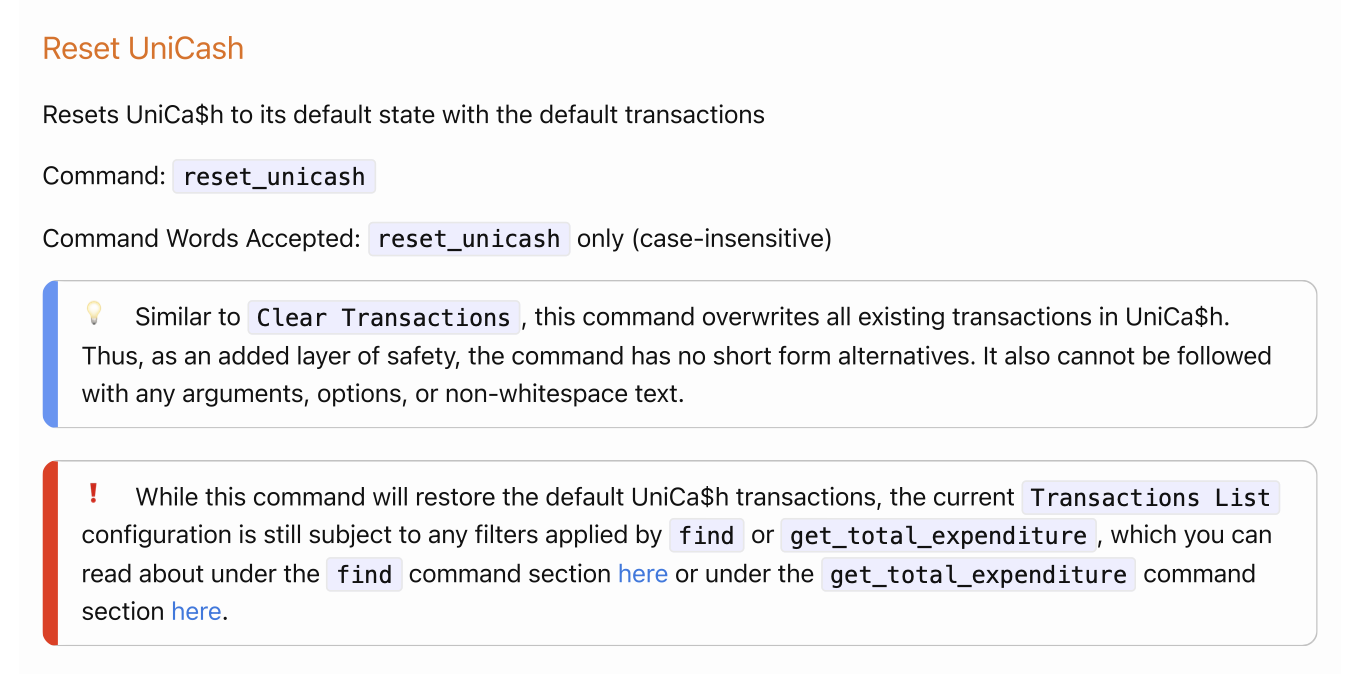 Reset UniCash
Resets UniCa$h to its default state with the default transactions
Command: reset_unicash
Command Words Accepted: reset_unicash only (case-insensitive)
💡 Similar to Clear Transactions, this command overwrites all existing transactions in UniCa$h.
Thus, as an added layer of safety, the command has no short form alternatives. It also cannot be followed
with any arguments, options, or non-whitespace text.
❗ While this command will restore the default UniCa$h transactions, the current Transactions List
configuration is still subject to any filters applied by find or get_total_expenditure, which you can
read about under the find command section here or under the get_total_expenditure command
section here.